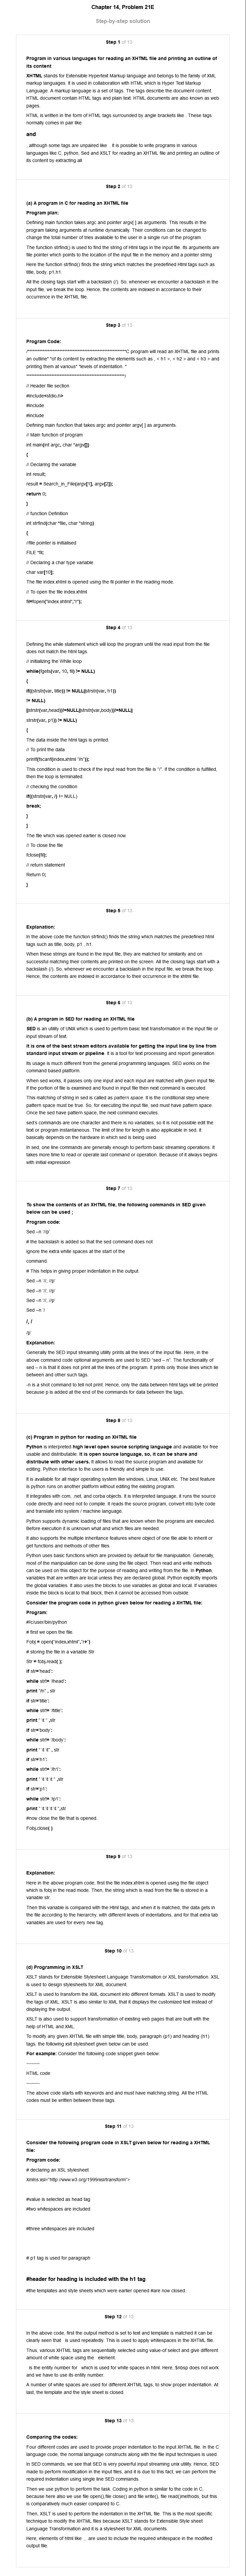 Chapter 14, Problem 21E
Step-by-step solution
Step 1 of 13
Program in various languages for reading an XHTML file and printing an outline of
its content
XHTML stands for Extensible Hypertext Markup language and belongs to the family of XML
markup languages. It is used in collaboration with HTML which is Hyper Text Markup
Language. A markup language is a set of tags. The tags describe the document content.
HTML document contain HTML tags and plain text. HTML documents are also known as web
pages.
HTML is written in the form of HTML tags surrounded by angle brackets like . These tags
normally comes in pair like
and
, although some tags are unpaired like . It is possible to write programs in various
languages like C, python, Sed and XSLT for reading an XHTML file and printing an outline of
its content by extracting all
Step 2 of 13
(a) A program in C for reading an XHTML file
Program plan:
Defining main function takes argc and pointer argv[ ] as arguments. This results in the
program taking arguments at runtime dynamically. Their conditions can be changed to
change the total number of tries available to the user in a single run of the program.
The function strfind() is used to find the string of Html tags in the input file. Its arguments are
file pointer which points to the location of the input file in the memory and a pointer string
Here the function strfind() finds the string which matches the predefined Html tags such as
title, body, p1,h1.
All the closing tags start with a backslash (/). So, whenever we encounter a backslash in the
input file, we break the loop. Hence, the contents are indexed in accordance to their
occurrence in the XHTML file.
Step 3 of 13
Program Code:
/**********************************************C program will read an XHTML file and prints
an outline" "of its content by extracting the elements such as , < h1 >, < h2 > and < h3 > and
printing them at various" "levels of indentation. "
**********************************************/
// Header file section
#include<stdio.h>
#include
#include
Defining main function that takes argc and pointer argv[ ] as arguments.
// Main function of program
int main(int argc, char *argv[])
{
// Declaring the variable
int result;
result = Search_in_File(argv[1], argv[2]);
return 0;
}
// function Definition
int strfind(char *file, char *string)
{
//file pointer is initialised
FILE *fil;
// Declaring a char type variable
char var[10];
The file index.xhtml is opened using the fil pointer in the reading mode.
// To open the file index.xhtml
fil=fopen("index.xhtml","r");
Step 4 of 13
Defining the while statement which will loop the program until the read input from the file
does not match the html tags.
// initializing the While loop
while(fgets(var, 10, fil) != NULL)
{
if((strstr(var, title)) != NULL||strstr(var, h1))
!= NULL)
||strstr(var,head))!=NULL||strstr(var,body))!=NULL||
strstr(var, p1)) != NULL)
{
The data inside the html tags is printed.
// To print the data
printf(fscanf(index.xhtml "/n"));
This condition is used to check if the input read from the file is "/". If the condition is fulfilled,
then the loop is terminated.
// checking the condition
if((strstr(var, /) != NULL)
break;
}
}
The file which was opened earlier is closed now.
// To close the file
fclose(fil);
// return statement
Return 0;
}
Step 5 of 13
Explanation:
In the above code the function strfind() finds the string which matches the predefined html
tags such as title, body, p1 , h1.
When these strings are found in the input file, they are matched for similarity and on
successful matching their contents are printed on the screen. All the closing tags start with a
backslash (/). So, whenever we encounter a backslash in the input file, we break the loop.
Hence, the contents are indexed in accordance to their occurrence in the xhtml file.
Step 6 of 13
(b) A program in SED for reading an XHTML file
SED is an utility of UNIX which is used to perform basic text transformation in the input file or
input stream of text.
It is one of the best stream editors available for getting the input line by line from
standard input stream or pipeline. It is a tool for text processing and report generation.
Its usage is much different from the general programming languages. SED works on the
command based platform.
When sed works, it passes only one input and each input are matched with given input file.
If the portion of file is examined and found in input file then next command is executed.
This matching of string in sed is called as pattern space. It is the conditional step where
pattern space must be true. So, for executing the input file, sed must have pattern space.
Once the sed have pattern space, the next command executes.
sed's commands are one character and there is no variables, so it is not possible edit the
text or program instantaneous. The limit of line for length is also applicable in sed, if
basically depends on the hardware in which sed is being used.
In sed, one line commands are generally enough to perform basic streaming operations. It
takes more time to read or operate last command or operation. Because of it always begins
with initial expression
Step 7 of 13
To show the contents of an XHTML file, the following commands in SED given
below can be used ;
Program code:
Sed –n '//p'
# the backslash is added so that the sed command does not
ignore the extra white spaces all the start of the
command.
# This helps in giving proper indentation in the output.
Sed –n '//, //p'
Sed –n '//, //p'
Sed –n '//, //p'
Sed –n '/
/, /
//p'
Explanation:
Generally the SED input streaming utility prints all the lines of the input file. Here, in the
above command code optional arguments are used to SED "sed – n". The functionality of
sed – n is that if does not print all the lines of the program. It prints only those lines which lie
between and other such tags.
-n is a short command to tell not print. Hence, only the data between html tags will be printed
because p is added at the end of the commands for data between the tags.
Step 8 of 13
(c) Program in python for reading an XHTML file
Python is interpreted high level open source scripting language and available for free
usable and distributable. It is open source language, so, it can be share and
distribute with other users. It allows to read the source program and available for
editing. Python interface to the users is friendly and simple to use.
It is available for all major operating system like windows, Linux, UNIX etc. The best feature
is python runs on another platform without editing the existing program.
It integrates with com, .net, and corba objects. It is interpreted language, it runs the source
code directly and need not to compile. It reads the source program, convert into byte code
and translate into system / machine language.
Python supports dynamic loading of files that are known when the programs are executed.
Before execution it is unknown what and which files are needed.
It also supports the multiple inheritance features where object of one file able to inherit or
get functions and methods of other files.
Python uses basic functions which are provided by default for file manipulation. Generally,
most of the manipulation can be done using the file object. Then read and write methods
can be used on this object for the purpose of reading and writing from the file. In Python,
variables that are written are local unless they are declared global. Python explicitly imports
the global variables. It also uses the blocks to use variables as global and local. If variables
inside the block is local to that block, then it cannot be accessed from outside.
Consider the program code in python given below for reading a HTML file:
Program:
#!/c/user/bin/python
# first we open the file.
Fobj = open("index.xhtml","r+")
# storing the file in a variable Str
Str = fobj.read( );
if str='head':
while str!= '/head':
print "/n" , str
if str='title':
while str!= '/title':
print " \t " ,str
if str='body':
while str!= '/body':
print " \t \t" , str
if str='h1':
while str!= '/h1':
print " \t \t \t " ,str
if str='p1':
while str!= '/p1':
print " \t \t \t \t ",str
#now close the file that is opened.
Fobj.close( )
Step 9 of 13
Explanation:
Here in the above program code, first the file index.xhtml is opened using the file object
which is fobj in the read mode. Then, the string which is read from the file is stored in a
variable str.
Then this variable is compared with the Html tags, and when it is matched, the data gets in
the file according to the hierarchy, with different levels of indentations, and for that extra tab
variables are used for every new tag.
Step 10 of 13
(d) Programming in XSLT
XSLT stands for Extensible Stylesheet Language Transformation or XSL transformation. XSL
is used to design stylesheets for XML document.
XSLT is used to transform the XML document into different formats. XSLT is used to modify
the tags of XML. XSLT is also similar to XML that it displays the customized text instead of
displaying the output.
XSLT is also used to support transformation of existing web pages that are built with the
help of HTML and XML.
To modify any given XHTML file with simple title, body, paragraph (p1) and heading (h1)
tags, the following xslt stylesheet given below can be used.
For example: Consider the following code snippet given below:
---------
HTML code
---------
The above code starts with keywords and and must have matching string. All the HTML
codes must be written between these tags.
Step 11 of 13
Consider the following program code in XSLT given below for reading a XHTML
file:
Program code:
# declaring an XSL stylesheet
Xmlns:xsl="http://www.w3.org/1999/xsl/transform">
#value is selected as head tag
#two whitespaces are included
#three whitespaces are included
# p1 tag is used for paragraph
#header for heading is included with the h1 tag
#the templates and style sheets which were earlier opened #are now closed.
Step 12 of 13
In the above code, first the output method is set to text and template is matched it can be
clearly seen that is used repeatedly. This is used to apply whitespaces in the XHTML file.
Thus, various HTML tags are sequentially selected using value-of select and give different
amount of white space using the element.
is the entity number for which is used for white spaces in html. Here, $nbsp does not work
and we have to use its entity number.
A number of white spaces are used for different XHTML tags, to show proper indentation. At
last, the template and the style sheet is closed.
Step 13 of 13
Comparing the codes:
Four different codes are used to provide proper indentation to the input XHTML file. In the C
language code, the normal language constructs along with the file input techniques is used.
In SED commands, we see that SED is very powerful input streaming unix utility. Hence, SED
made to perform modification in the input files, and it is due to this fact, we can perform the
required indentation using single line SED commands.
Then we use python to perform the task. Coding in python is similar to the code in C,
because here also we use file open(),file close() and file write(), file read()methods, but this
is comparatively much easier compared to C.
Then, XSLT is used to perform the indentation in the XHTML file. This is the most specific
technique to modify the XHTML files because XSLT stands for Extensible Style sheet
Language Transformation and it is a stylesheet for XML documents.
Here, elements of html like , are used to include the required whitespace in the modified
output file.